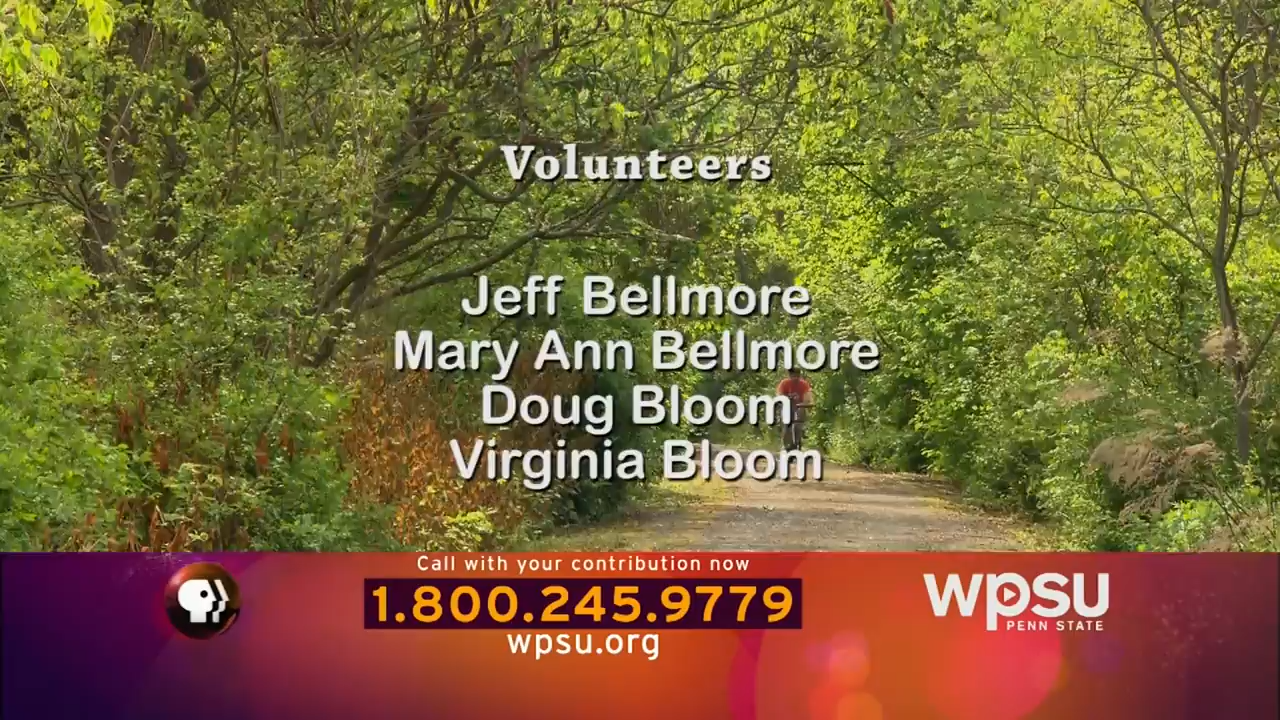 Volunteers
Jeff Bellmore
Mary Ann Bellmore
Doug Bloom
Virginia Bloom
Call with your contribution now
1.800.245.9779
wpsu.org
wpsu
PENN STATE